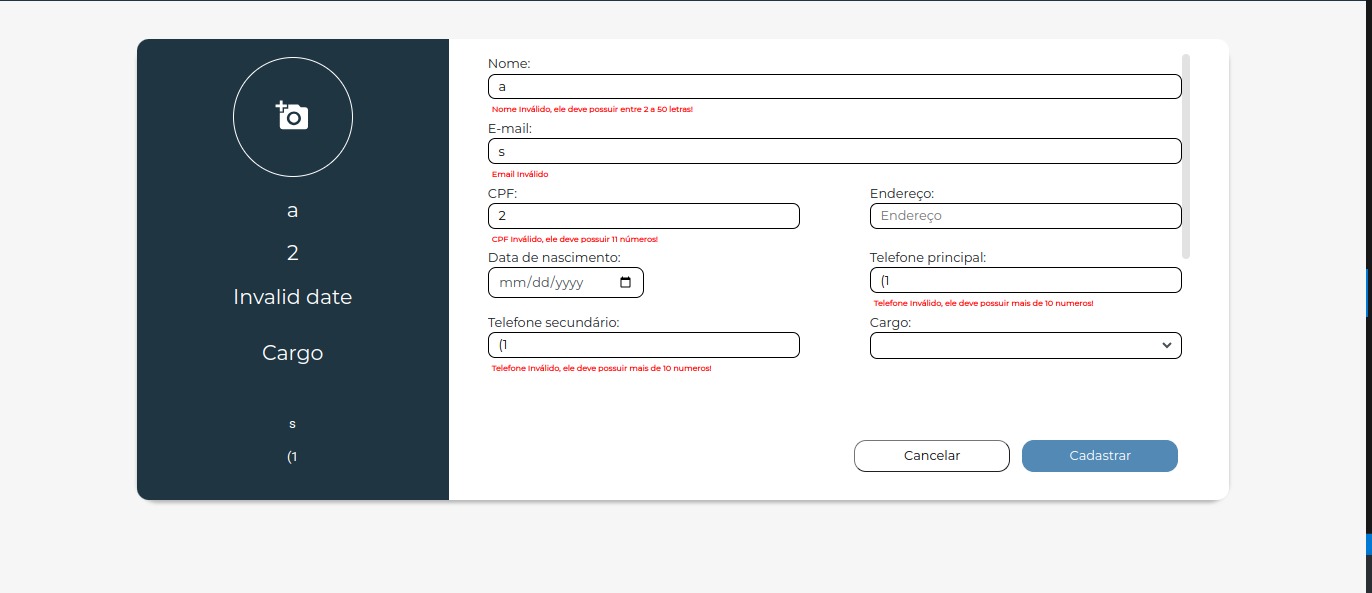 a
2
Invalid date
Cargo
s
(1
Nome:
a
Nome Inválido, ele deve possuir entre 2 a 50 letras!
E-mail:
s
Email Inválido
CPF:
2
CPF Inválido, ele deve possuir 11 números!
Endereço:
Endereço
Data de nascimento:
mm/dd/yyyy
Telefone principal:
(1
Telefone Inválido, ele deve possuir mais de 10 numeros!
Telefone secundário:
(1
Telefone Inválido, ele deve possuir mais de 10 numeros!
Cargo:
Cancelar
Cadastrar